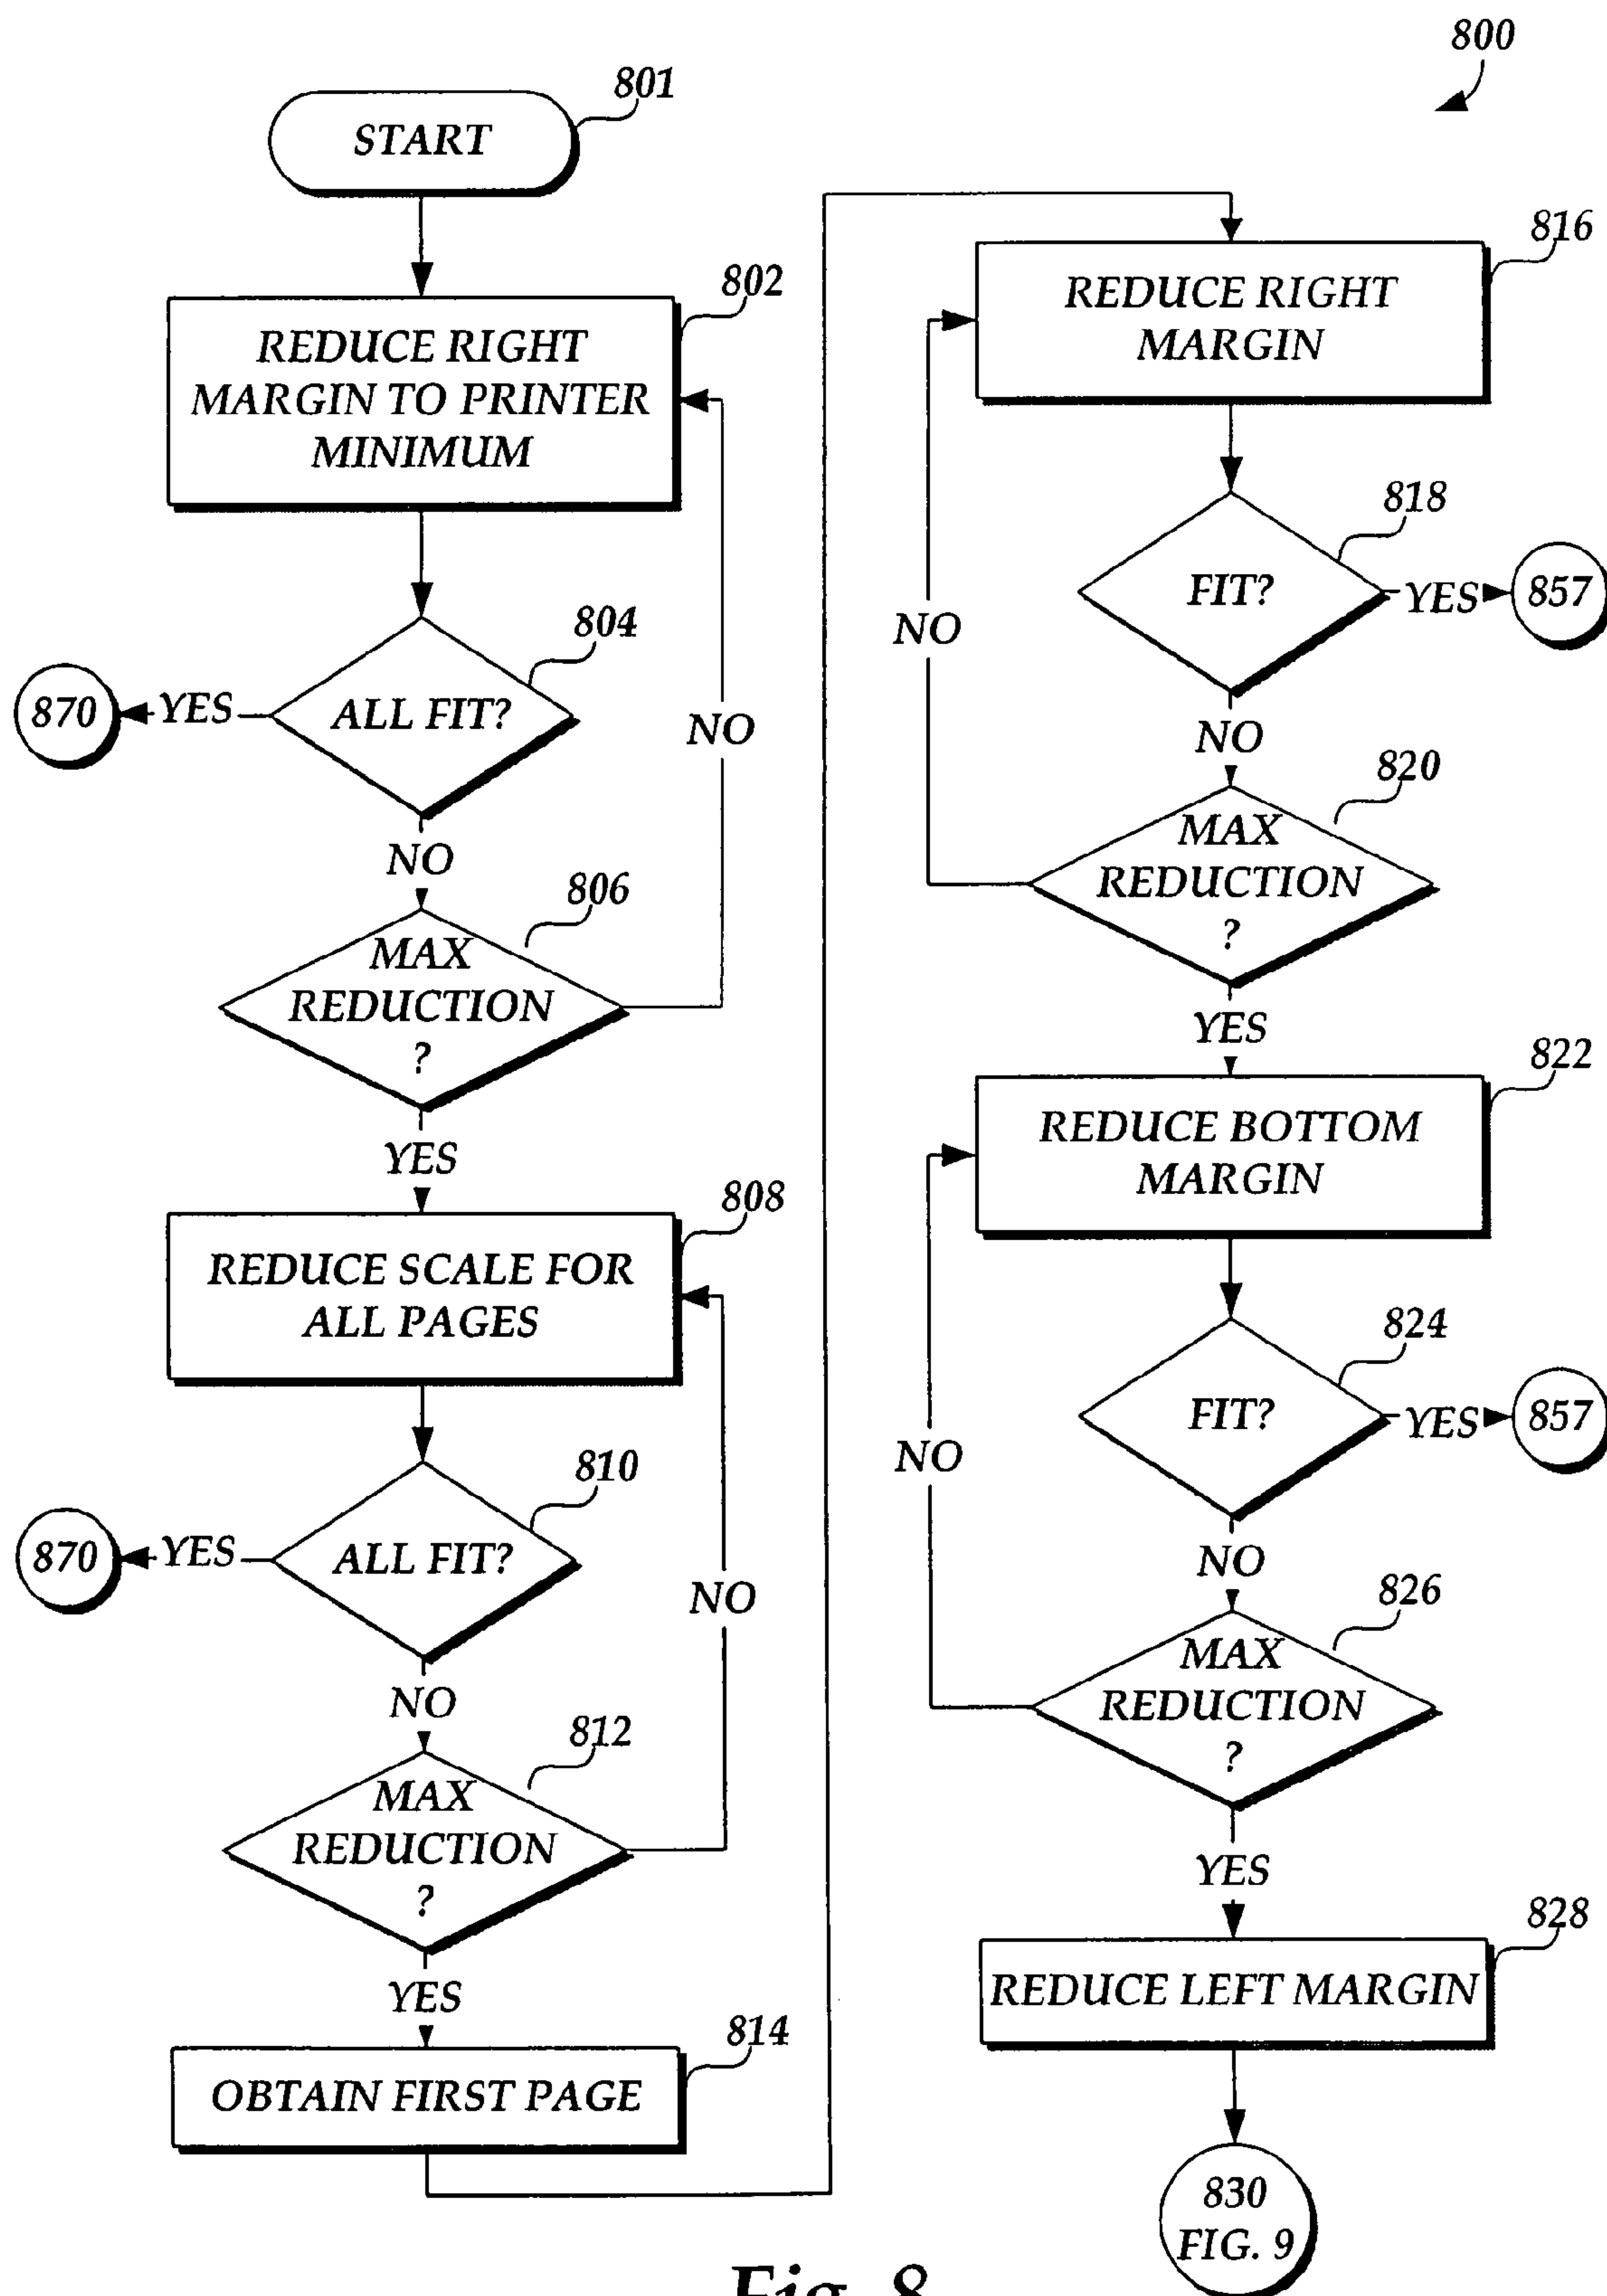 800
801
START
802
REDUCE RIGHT
MARGIN TO PRINTER
MINIMUM
804
870
YES
ALL FIT?
NO
NO
806
MAX
REDUCTION
?
YES
808
REDUCE SCALE FOR
ALL PAGES
810
870
YES
ALL FIT?
NO
NO
812
MAX
REDUCTION
?
YES
814
OBTAIN FIRST PAGE
816
REDUCE RIGHT
MARGIN
818
FIT?
YES
857
NO
NO
820
MAX
REDUCTION
?
YES
822
REDUCE BOTTOM
MARGIN
824
FIT?
YES
857
NO
NO
826
MAX
REDUCTION
?
YES
828
REDUCE LEFT MARGIN
830
FIG. 9
Fig. 8